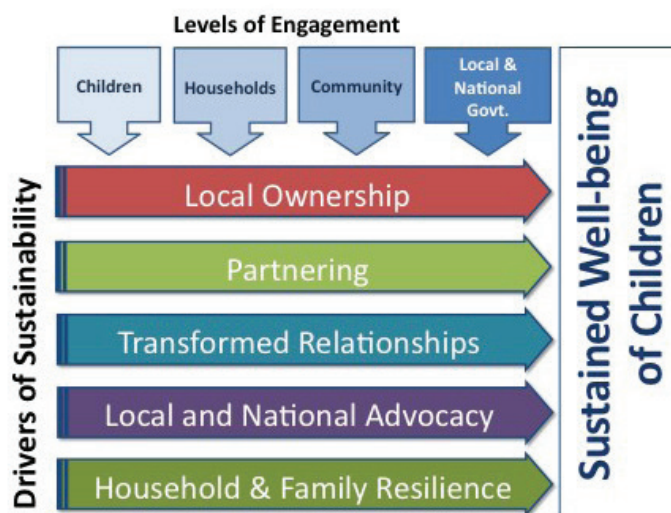 Levels of Engagement
Children
Households
Community
Local &
National
Govt.
Drivers of Sustainability
Local Ownership
Partnering
Transformed Relationships
Local and National Advocacy
Household & Family Resilience
Sustained Well-being
of Children